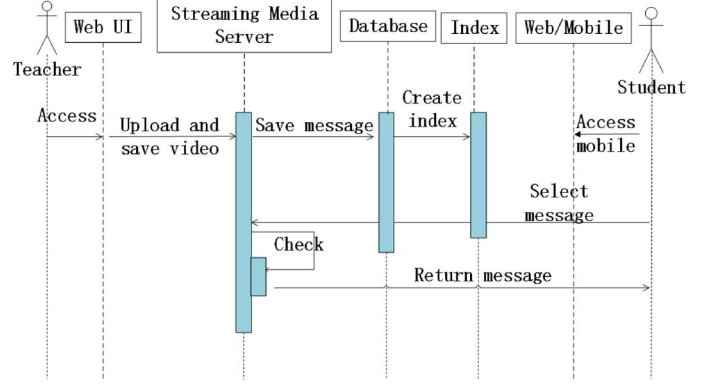 Streaming Media
Server
Web UI
Database
Index
Web/Mobile
Teacher
Student
Access
Upload and
save video
Save message
Create
index
Access
mobile
Select
message
Check
Return message